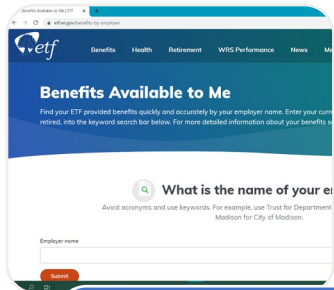 Benefits Available to Me | ETF
etf.wi.gov/benefits-by-employer
etf
Benefits Health Retirement WRS Performance News
Benefits Available to Me
Find your ETF provided benefits quickly and accurately by your employer name. Enter your
retired, into the keyword search bar below. For more detailed information about your benefits
What is the name of your
Avoid acronyms and use keywords. For example, use Trust for Department
Madison for City of Madison.
Employer name
Submit